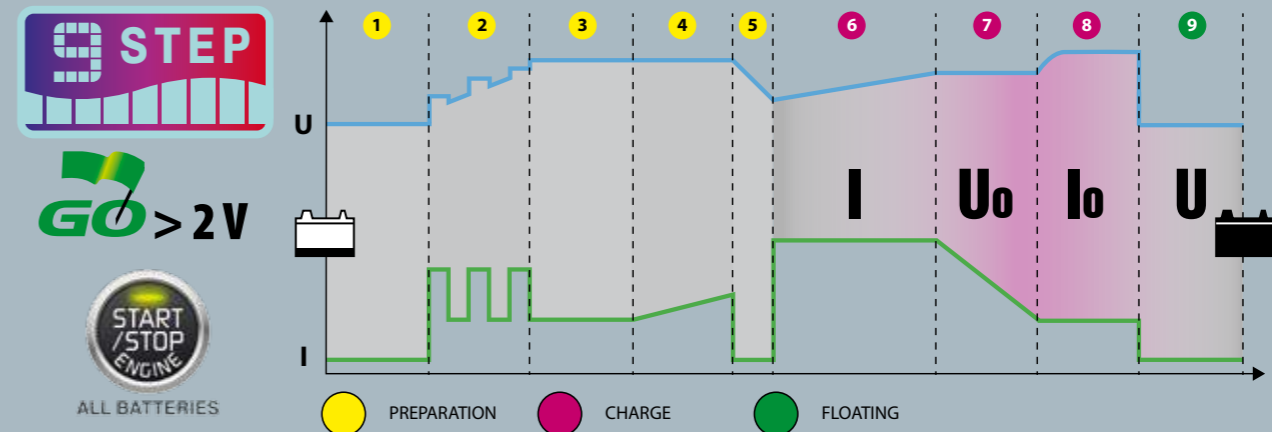 9 STEP
GO > 2 V
START
/STOP
ENGINE
ALL BATTERIES
1 2 3 4 5 6 7 8 9
U
I Uo Io U
I
PREPARATION CHARGE FLOATING